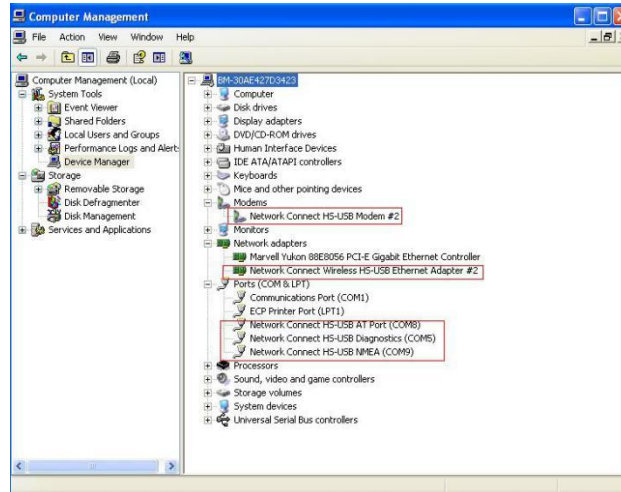 Computer Management
File Action View Window Help
Computer Management (Local)
System Tools
Event Viewer
Shared Folders
Local Users and Groups
Performance Logs and Alert:
Device Manager
Storage
Removable Storage
Disk Defragmenter
Disk Management
Services and Applications
BM-30AE427D3423
Computer
Disk drives
Display adapters
DVD/CD-ROM drives
Human Interface Devices
IDE ATA/ATAPI controllers
Keyboards
Mice and other pointing devices
Modems
Network Connect HS-USB Modem #2
Monitors
Network adapters
Marvell Yukon 88E8056 PCI-E Gigabit Ethernet Controller
Network Connect Wireless HS-USB Ethernet Adapter #2
Ports (COM & LPT)
Communications Port (COM1)
ECP Printer Port (LPT1)
Network Connect HS-USB AT Port (COM8)
Network Connect HS-USB Diagnostics (COM5)
Network Connect HS-USB NMEA (COM9)
Processors
Sound, video and game controllers
Storage volumes
System devices
Universal Serial Bus controllers